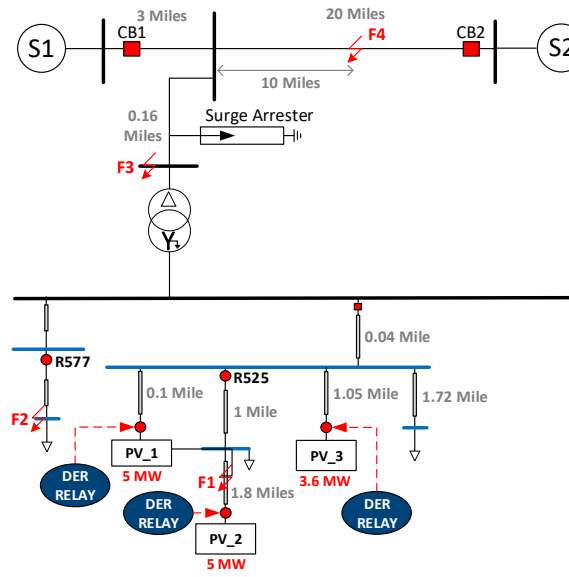 3 Miles
20 Miles
S1
CB1
F4
CB2
S2
10 Miles
0.16
Miles
Surge Arrester
F3
Δ
Y
0.04 Mile
R577
R525
0.1 Mile
1.05 Mile
1.72 Mile
1 Mile
F2
PV_1
PV_3
5 MW
F1
3.6 MW
DER
RELAY
1.8 Miles
DER
RELAY
DER
RELAY
PV_2
5 MW